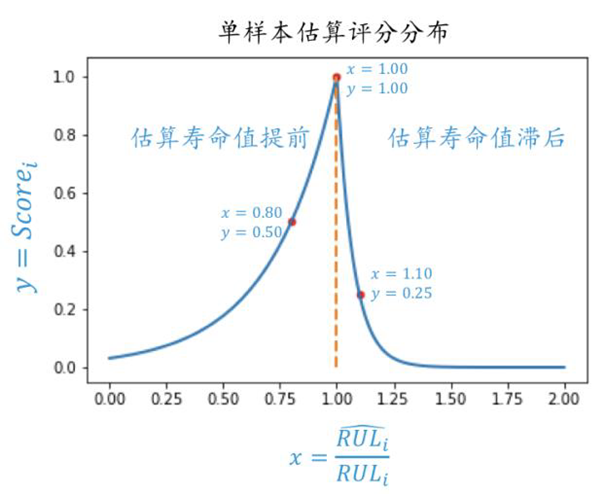 单样本估算评分分布
1.0
x = 1.00
y = 1.00
0.8
估算寿命值提前
估算寿命值滞后
0.6
x = 0.80
y = 0.50
0.4
x = 1.10
y = 0.25
0.2
0.0
y = Score_i
0.00 0.25 0.50 0.75 1.00 1.25 1.50 1.75 2.00
x = \frac{\widehat{RUL_i}}{RUL_i}